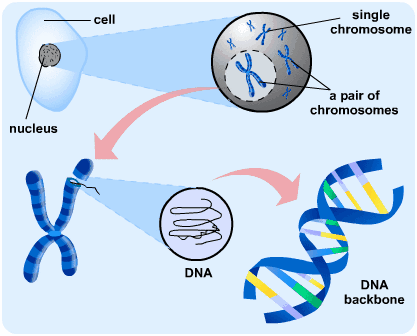 cell
single
chromosome
nucleus
a pair of
chromosomes
DNA
DNA
backbone